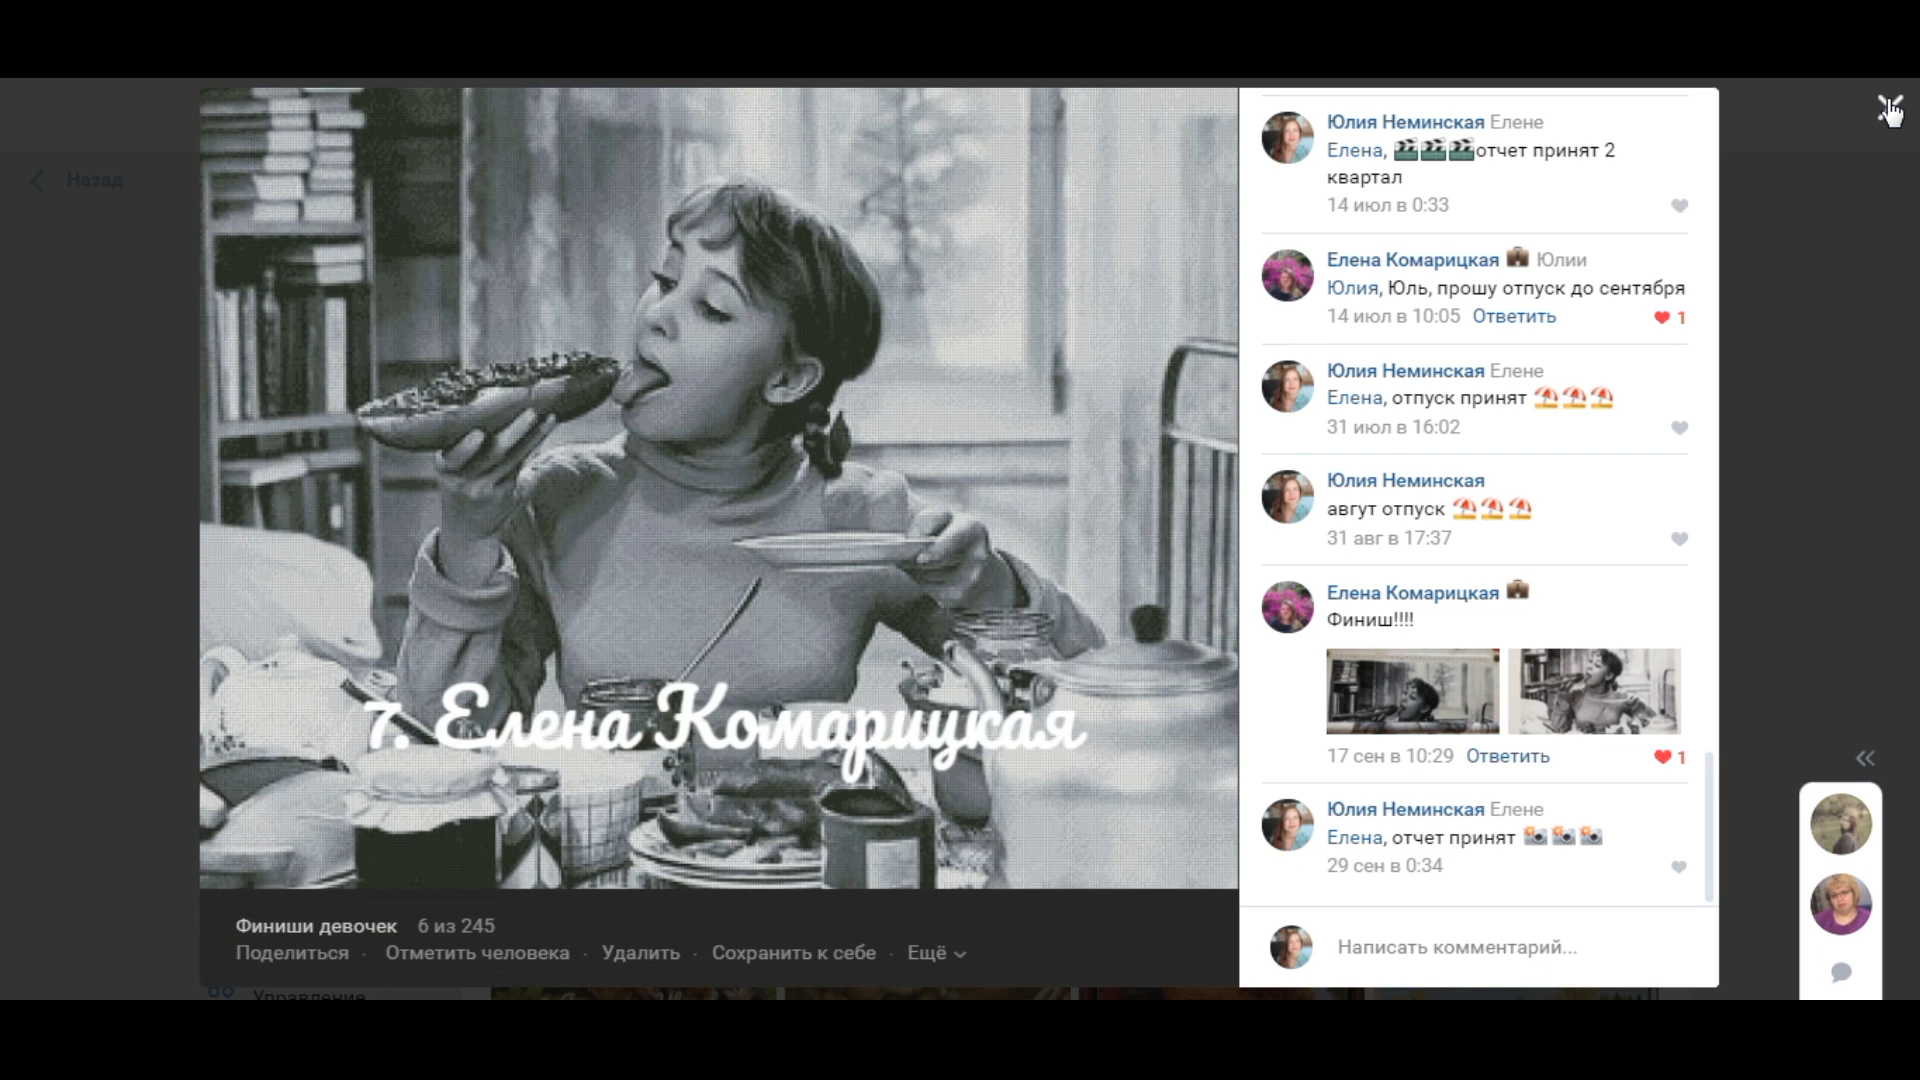 Назад
7. Елена Комарицкая
Финиши девочек 6 из 245
Поделиться · Отметить человека · Удалить · Сохранить к себе · Ещё
Управление
Юлия Неминская Елене
Елена, отчет принят 2
квартал
14 июл в 0:33
Елена Комарицкая Юлии
Юлия, Юль, прошу отпуск до сентября
14 июл в 10:05 Ответить 1
Юлия Неминская Елене
Елена, отпуск принят
31 июл в 16:02
Юлия Неминская
авгут отпуск
31 авг в 17:37
Елена Комарицкая
Финиш!!!!
17 сен в 10:29 Ответить 1
Юлия Неминская Елене
Елена, отчет принят
29 сен в 0:34
Написать комментарий...